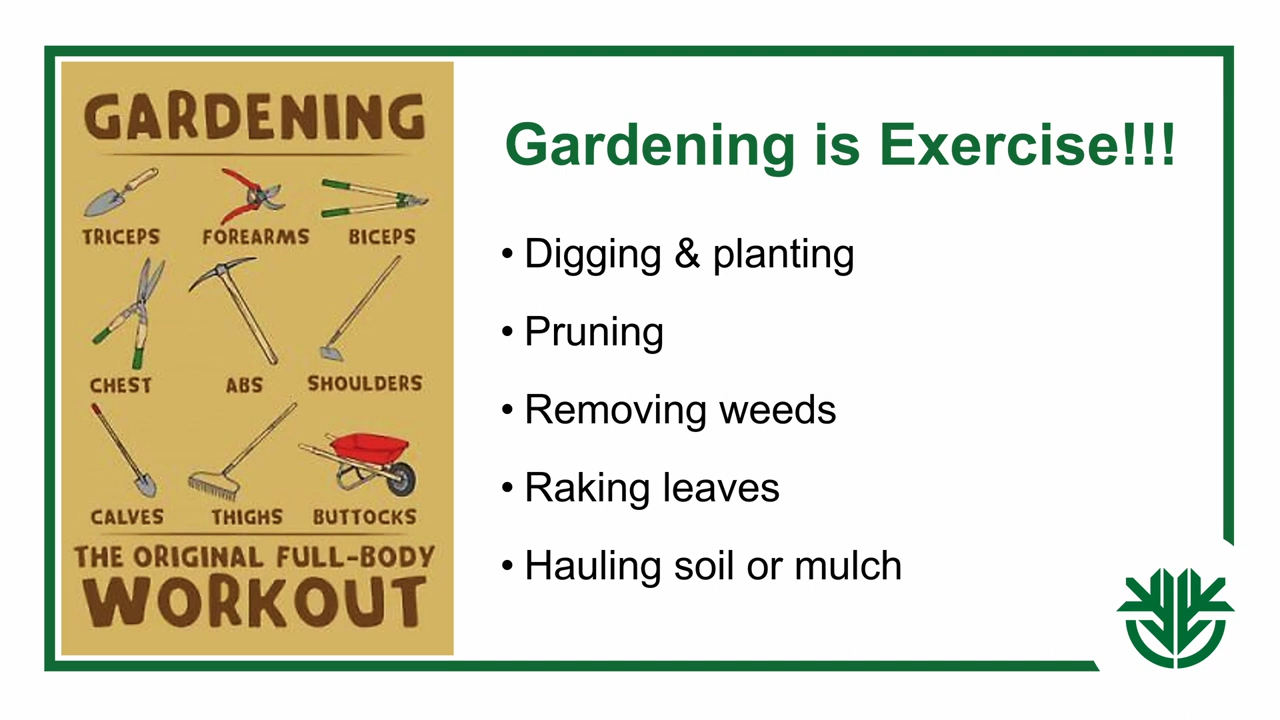 GARDENING
TRICEPS FOREARMS BICEPS
CHEST ABS SHOULDERS
CALVES THIGHS BUTTOCKS
THE ORIGINAL FULL-BODY
WORKOUT
Gardening is Exercise!!!
• Digging & planting
• Pruning
• Removing weeds
• Raking leaves
• Hauling soil or mulch